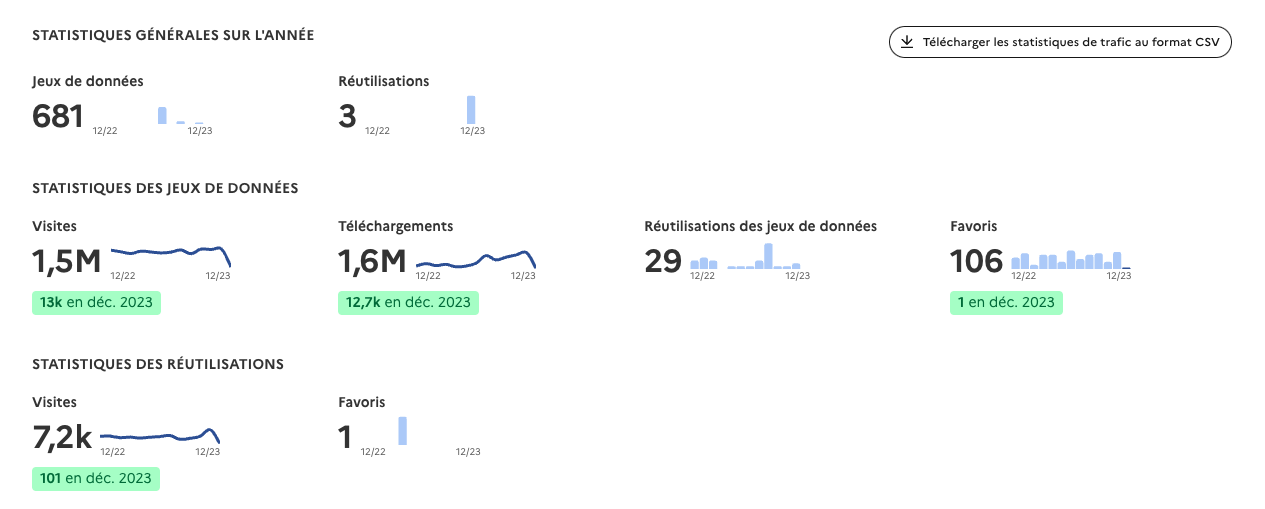 STATISTIQUES GÉNÉRALES SUR L'ANNÉE
Télécharger les statistiques de trafic au format CSV
Jeux de données
681
12/22
12/23
Réutilisations
3
12/22
12/23
STATISTIQUES DES JEUX DE DONNÉES
Visites
1,5M
12/22
12/23
13k en déc. 2023
Téléchargements
1,6M
12/22
12/23
12,7k en déc. 2023
Réutilisations des jeux de données
29
12/22
12/23
Favoris
106
12/22
12/23
1 en déc. 2023
STATISTIQUES DES RÉUTILISATIONS
Visites
7,2k
12/22
12/23
101 en déc. 2023
Favoris
1
12/22
12/23